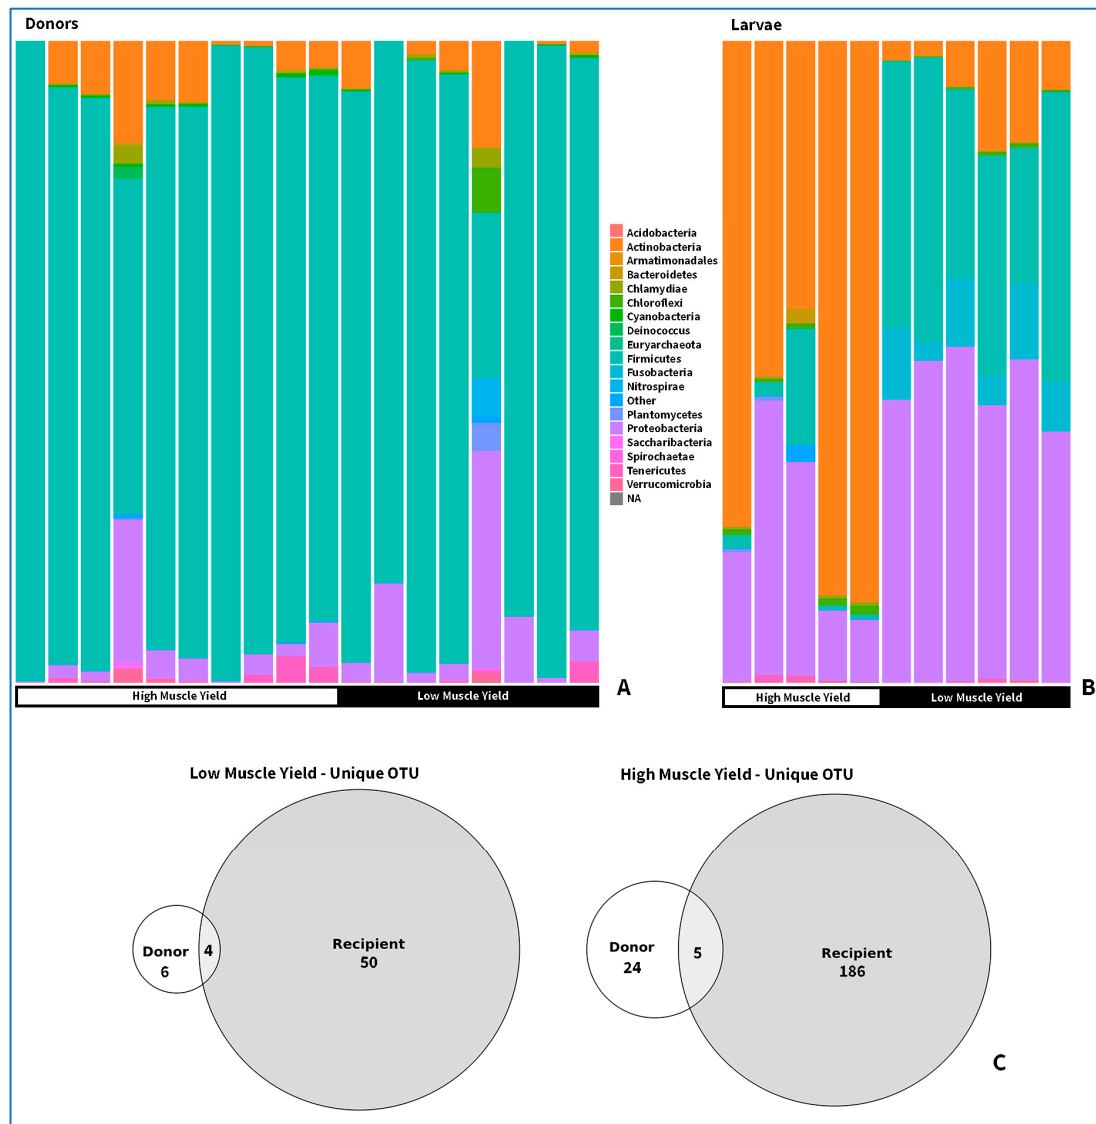 Donors
Larvae
Acidobacteria
Actinobacteria
Armatimonadales
Bacteroidetes
Chlamydiae
Chloroflexi
Cyanobacteria
Deinococcus
Euryarchaeota
Firmicutes
Fusobacteria
Nitrospirae
Other
Plantomycetes
Proteobacteria
Saccharibacteria
Spirochaetae
Tenericutes
Verrucomicrobia
NA
High Muscle Yield
Low Muscle Yield
A
High Muscle Yield
Low Muscle Yield
B
Low Muscle Yield - Unique OTU
High Muscle Yield - Unique OTU
Donor
6
4
Recipient
50
Donor
24
5
Recipient
186
C